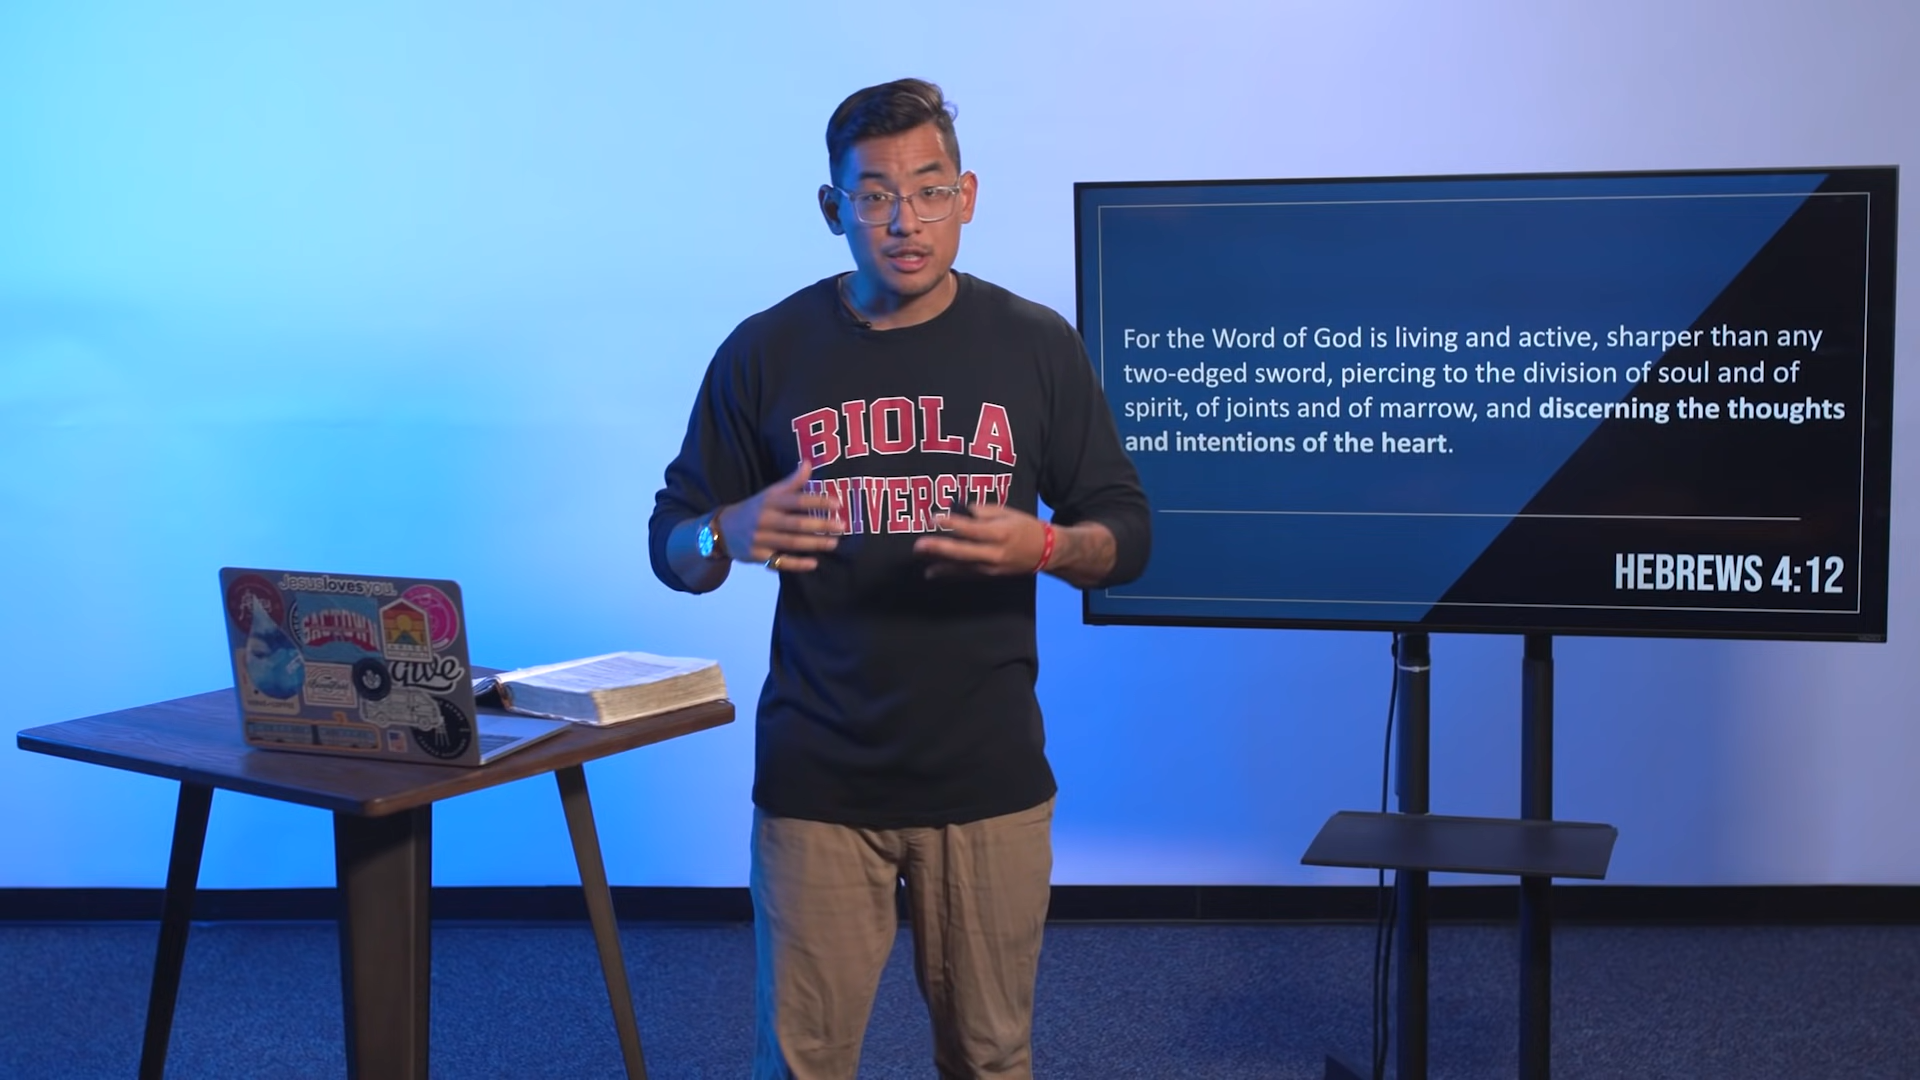 For the Word of God is living and active, sharper than any
two-edged sword, piercing to the division of soul and of
spirit, of joints and of marrow, and discerning the thoughts
and intentions of the heart.
HEBREWS 4:12
BIOLA
UNIVERSITY
Jesuslovesyou.
SACTOWN
give